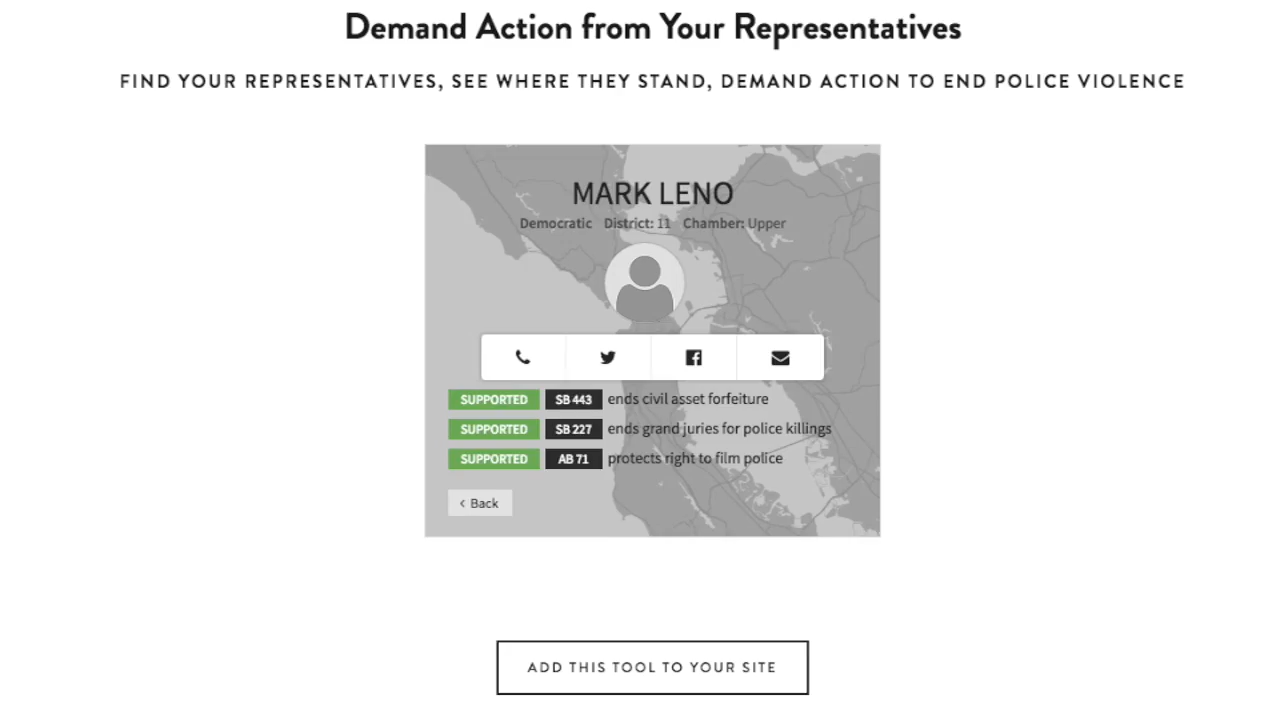 Demand Action from Your Representatives
FIND YOUR REPRESENTATIVES, SEE WHERE THEY STAND, DEMAND ACTION TO END POLICE VIOLENCE
MARK LENO
Democratic District: 11 Chamber: Upper
SUPPORTED SB 443 ends civil asset forfeiture
SUPPORTED SB 227 ends grand juries for police killings
SUPPORTED AB 71 protects right to film police
< Back
ADD THIS TOOL TO YOUR SITE